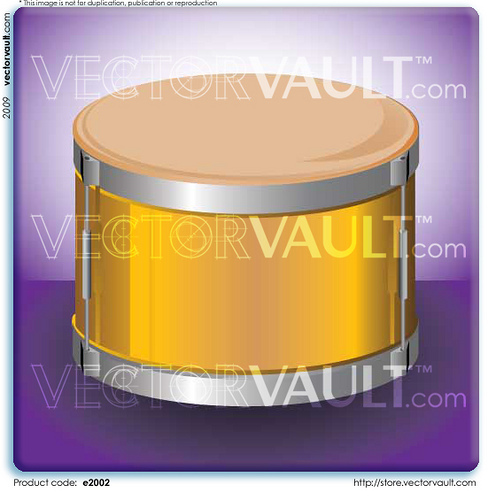 * This image is not for duplication, publication or reproduction
2009 vectorvault.com
VECTORVAULT™.com
VECTORVAULT™.com
VECTORVAULT™.com
Product code: e2002 http://store.vectorvault.com